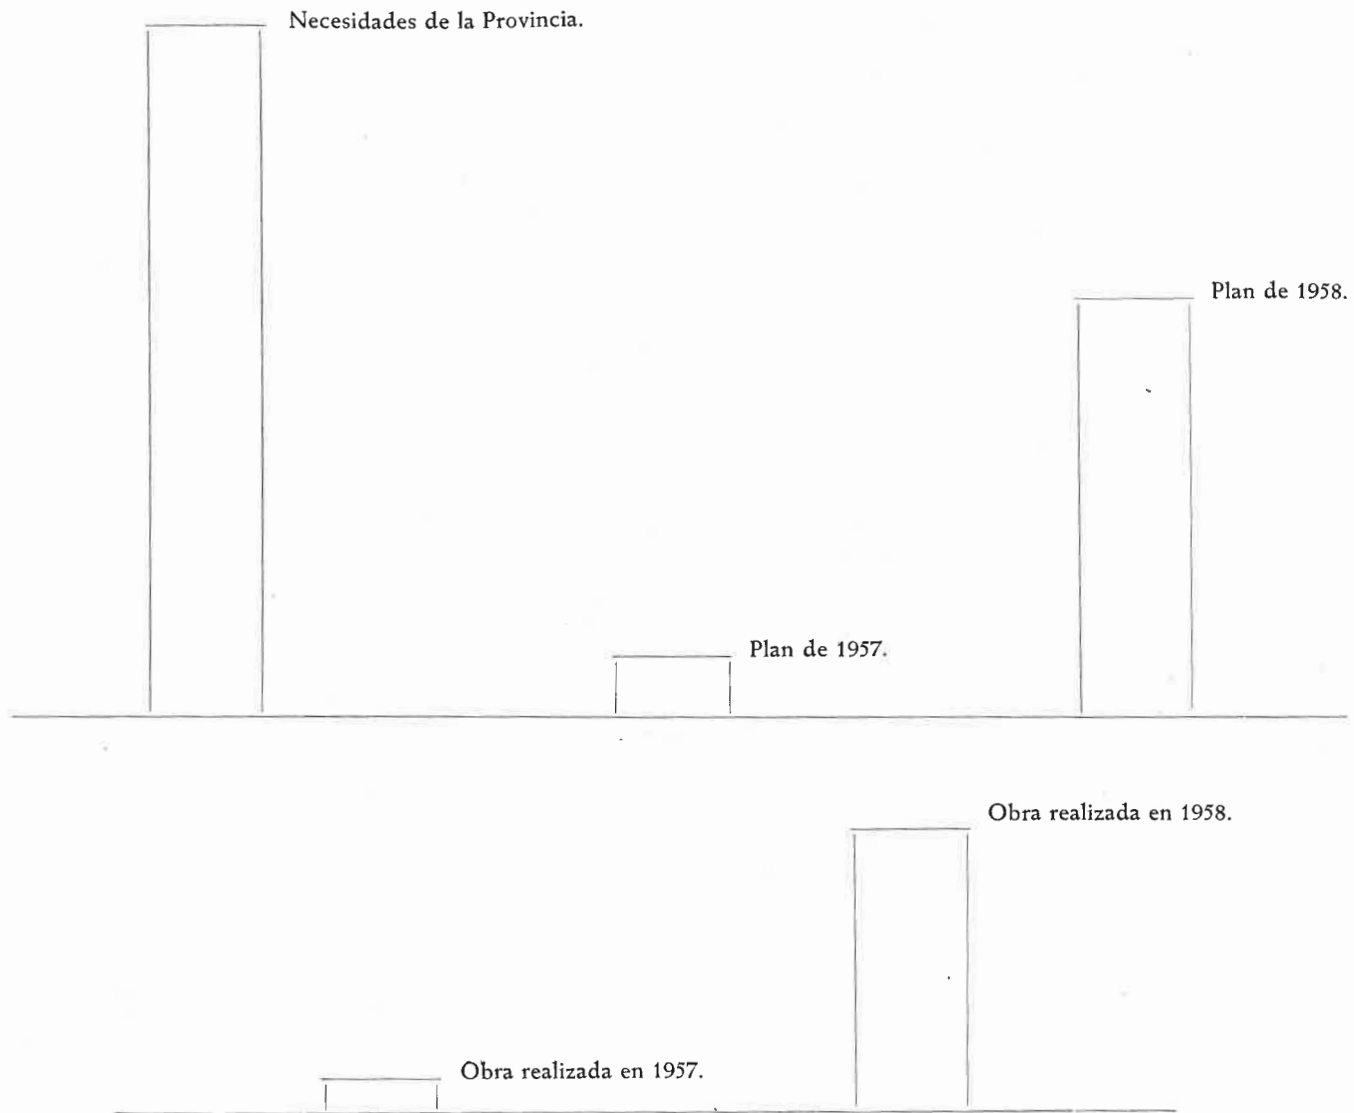 Necesidades de la Provincia.
Plan de 1958.
Plan de 1957.
Obra realizada en 1958.
Obra realizada en 1957.